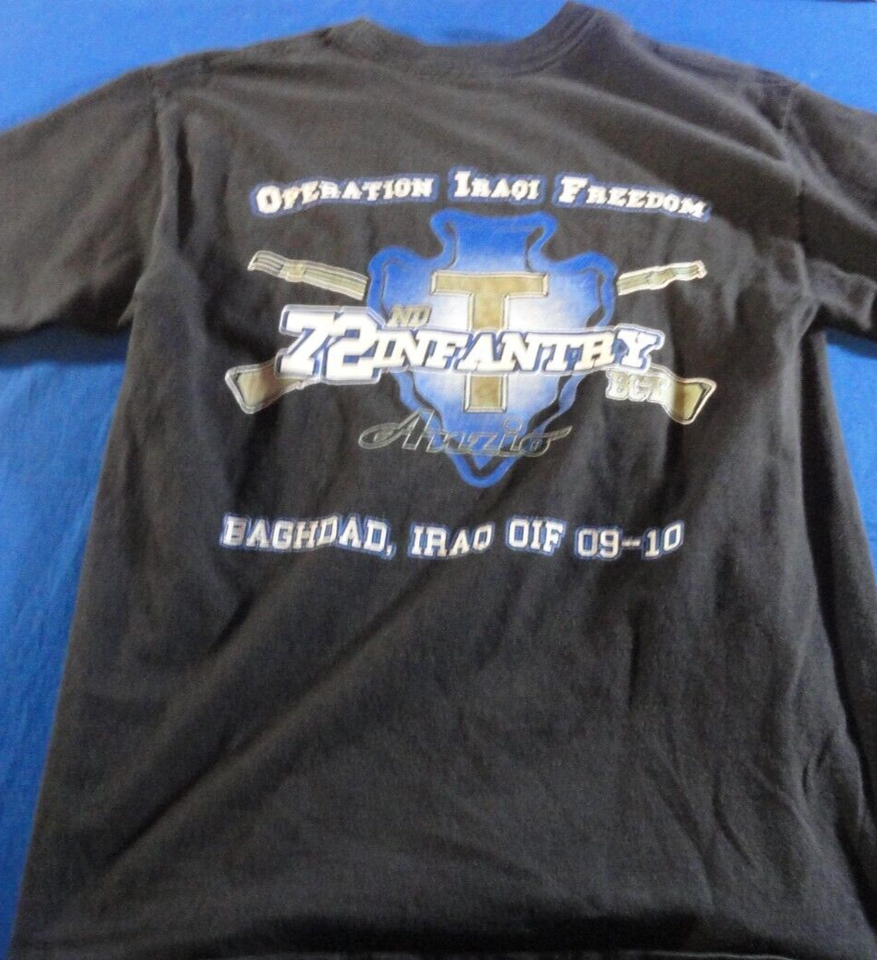 OPERATION IRAQI FREEDOM
T
72ND INFANTRY
BCT
Anzio
BAGHDAD, IRAQ OIF 09-10